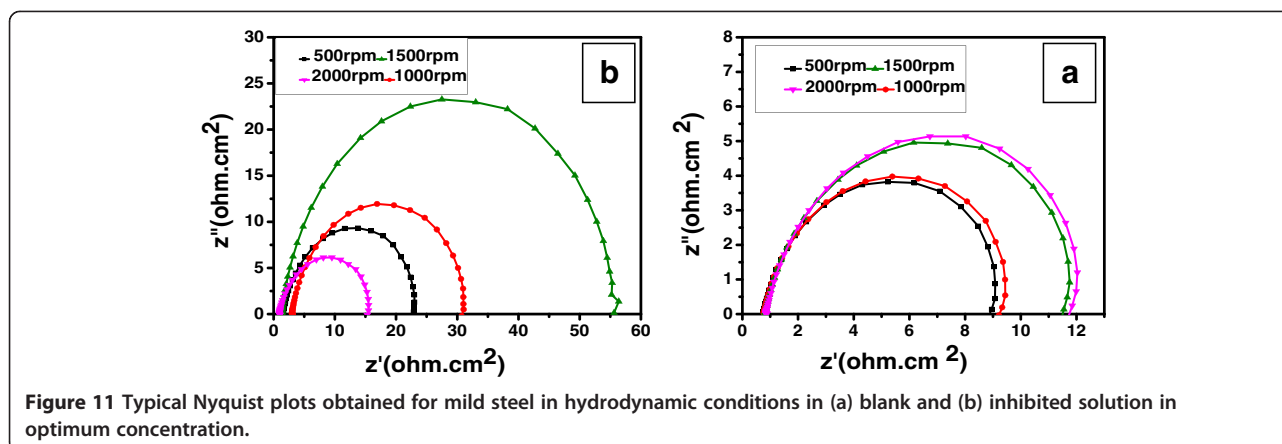 30
25
20
15
10
5
0
z"(ohm.cm²)
500rpm 1500rpm
2000rpm 1000rpm
b
0 10 20 30 40 50 60
z'(ohm.cm²)
8
7
6
5
4
3
2
1
0
z"(ohm.cm ²)
500rpm 1500rpm
2000rpm 1000rpm
a
0 2 4 6 8 10 12
z'(ohm.cm ²)
Figure 11 Typical Nyquist plots obtained for mild steel in hydrodynamic conditions in (a) blank and (b) inhibited solution in
optimum concentration.